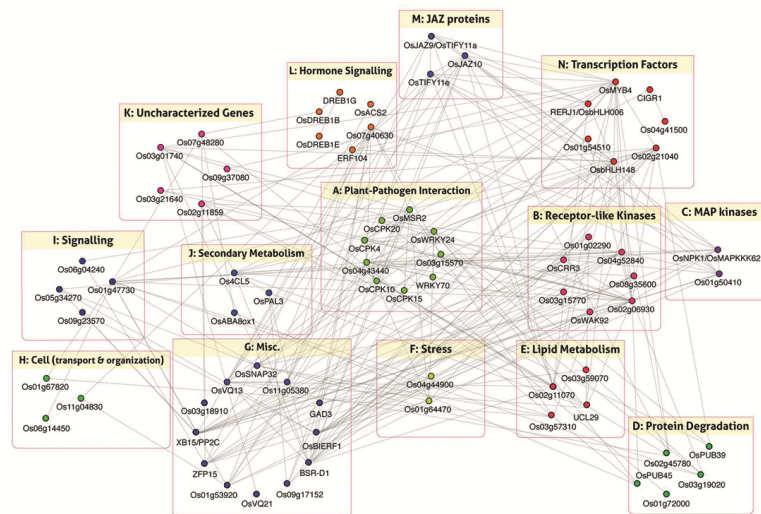 M: JAZ proteins
OsJAZ9/OsTIFY11a
OsJAZ10
OsTIFY11e
L: Hormone Signalling
DREB1G
OsACS2
OsDREB1B
Os07g40630
OsDREB1E
ERF104
N: Transcription Factors
OsMYB4
CIGR1
RERJ1/OsbHLH006
Os04g41500
Os01g54510
Os02g21040
OsbHLH148
K: Uncharacterized Genes
Os07g48280
Os03g01740
Os09g37080
Os03g21640
Os02g11859
A: Plant-Pathogen Interaction
OsMSR2
OsCPK20
OsWRKY24
OsCPK4
Os03g15570
Os04g43440
WRKY70
OsCPK10
OsCPK15
B: Receptor-like Kinases
Os01g02290
Os04g52840
OsCRR3
Os08g35600
Os03g15770
Os02g06930
OsWAK92
C: MAP kinases
OsNPK1/OsMAPKKK62
Os01g50410
I: Signalling
Os06g04240
Os01g47730
Os05g34270
Os09g23570
J: Secondary Metabolism
Os4CL5
OsPAL3
OsABA8ox1
H: Cell (transport & organization)
Os01g67820
Os11g04830
Os06g14450
G: Misc.
OsSNAP32
OsVQ13
Os11g05380
Os03g18910
GAD3
XB15/PP2C
OsBIERF1
ZFP15
BSR-D1
Os01g53920
Os09g17152
OsVQ21
F: Stress
Os04g44900
Os01g64470
E: Lipid Metabolism
Os03g59070
Os02g11070
UCL29
Os03g57310
D: Protein Degradation
OsPUB39
Os02g45780
OsPUB45
Os03g19020
Os01g72000